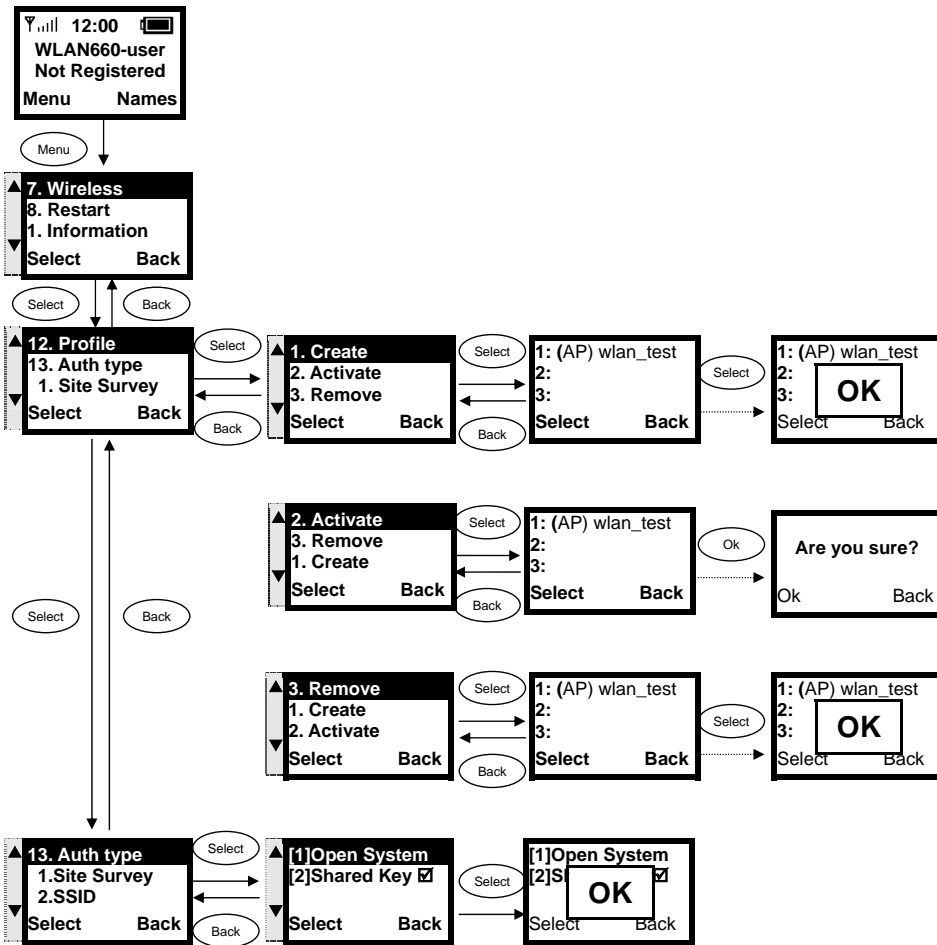 12:00
WLAN660-user
Not Registered
Menu Names
Menu
7. Wireless
8. Restart
1. Information
Select Back
Select
Back
12. Profile
13. Auth type
1. Site Survey
Select Back
Select
Back
1. Create
2. Activate
3. Remove
Select Back
Select
Back
1: (AP) wlan_test
2:
3:
Select Back
Select
1: (AP) wlan_test
2:
3:
OK
Select Back
2. Activate
3. Remove
1. Create
Select Back
Select
Back
1: (AP) wlan_test
2:
3:
Select Back
Ok
Are you sure?
Ok Back
Select
Back
3. Remove
1. Create
2. Activate
Select Back
Select
Back
1: (AP) wlan_test
2:
3:
Select Back
Select
1: (AP) wlan_test
2:
3:
OK
Select Back
13. Auth type
1.Site Survey
2.SSID
Select Back
Select
Back
[1]Open System
[2]Shared Key ☑
Select Back
Select
[1]Open System
[2]S ☑
OK
Select Back